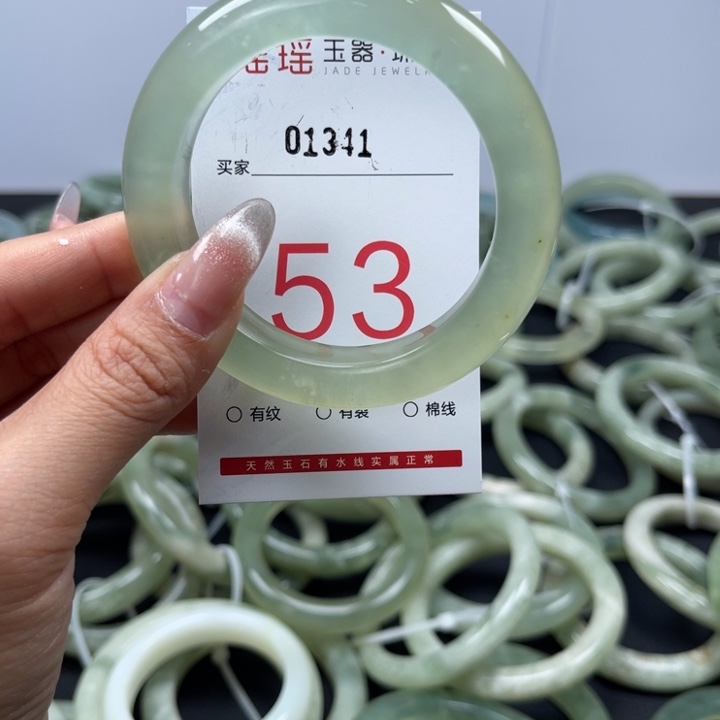 瑶 玉器·
JADE JEWEL
01341
买家
53
○ 有纹 ○ 有裂 ○ 棉线
天然玉石有水线实属正常